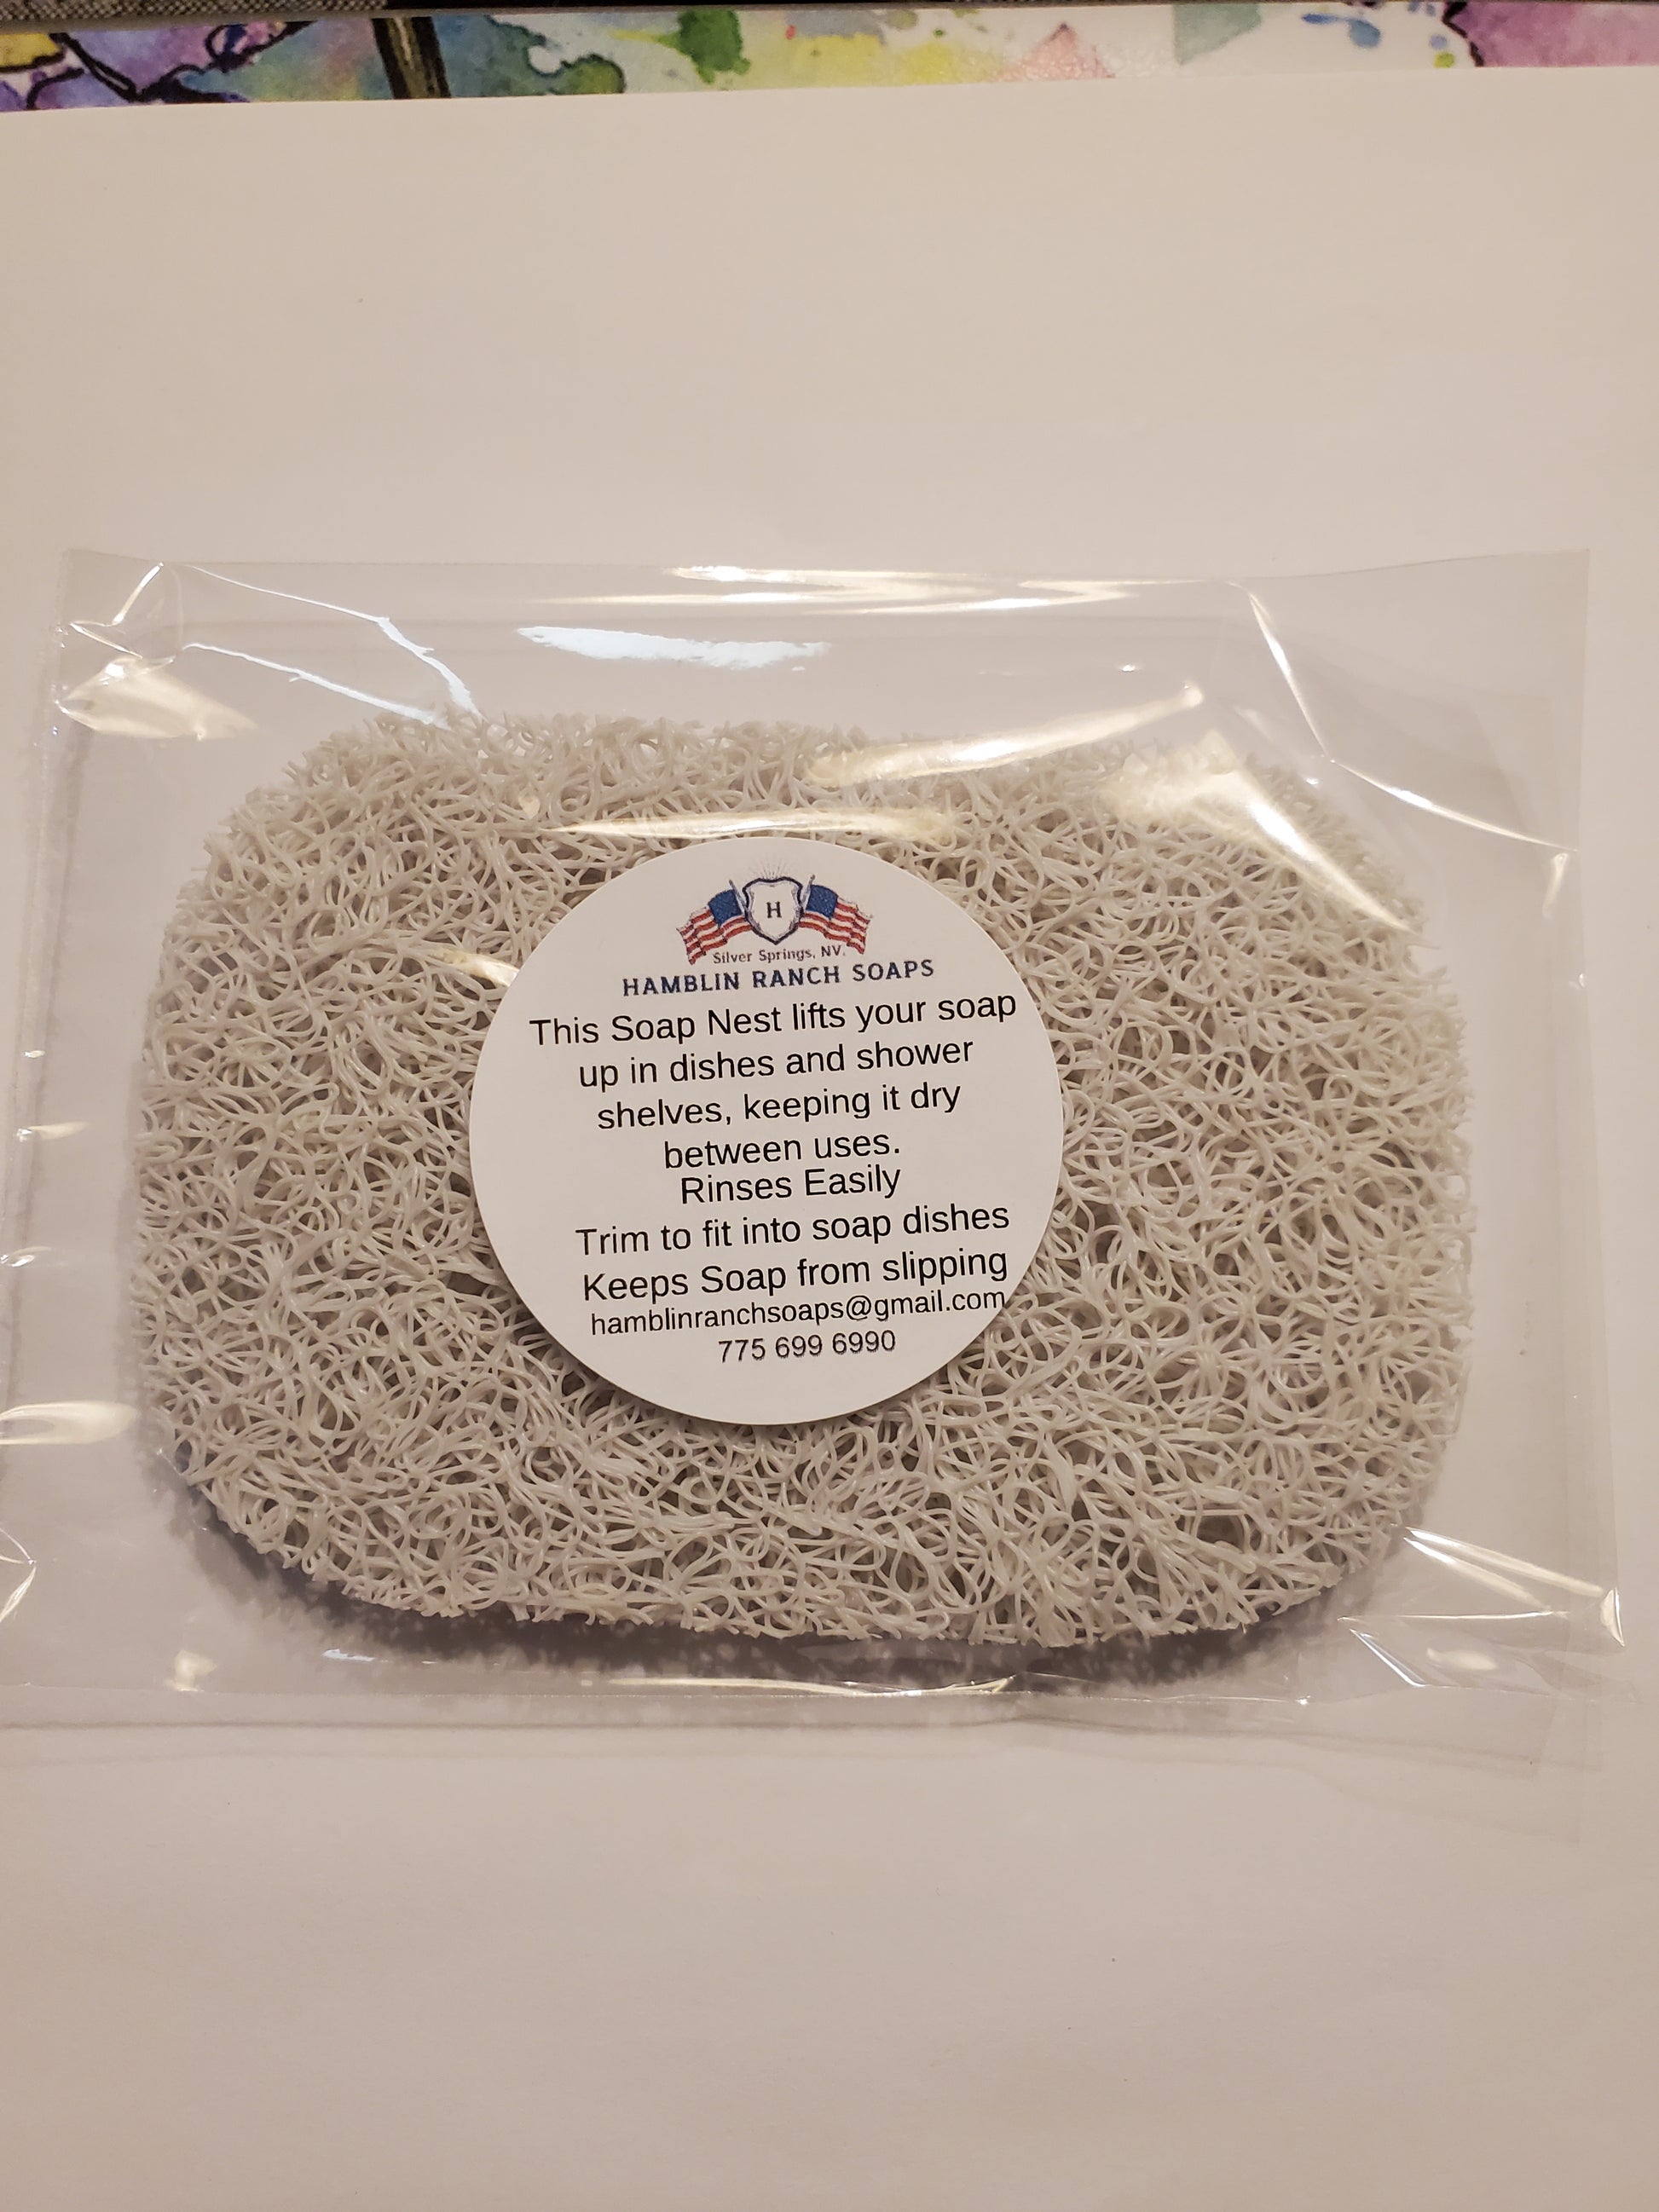 H
Silver Springs, NV.
HAMBLIN RANCH SOAPS
This Soap Nest lifts your soap
up in dishes and shower
shelves, keeping it dry
between uses.
Rinses Easily
Trim to fit into soap dishes
Keeps Soap from slipping
hamblinranchsoaps@gmail.com
775 699 6990